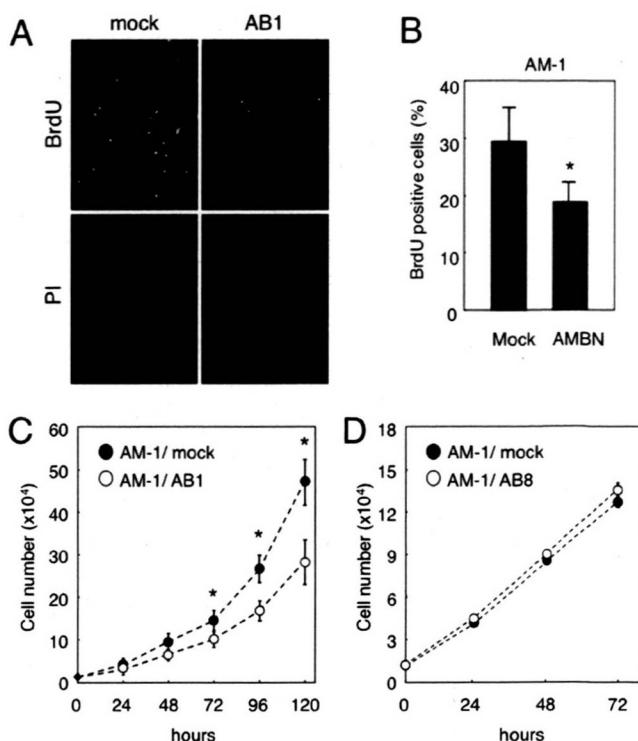 A
mock
AB1
BrdU
PI
B
AM-1
BrdU positive cells (%)
40
30
20
10
0
*
Mock
AMBN
C
Cell number (x10⁴)
60
50
40
30
20
10
0
● AM-1/ mock
○ AM-1/ AB1
*
*
*
0 24 48 72 96 120
hours
D
Cell number (x10⁴)
18
15
12
9
6
3
0
● AM-1/ mock
○ AM-1/ AB8
0 24 48 72
hours